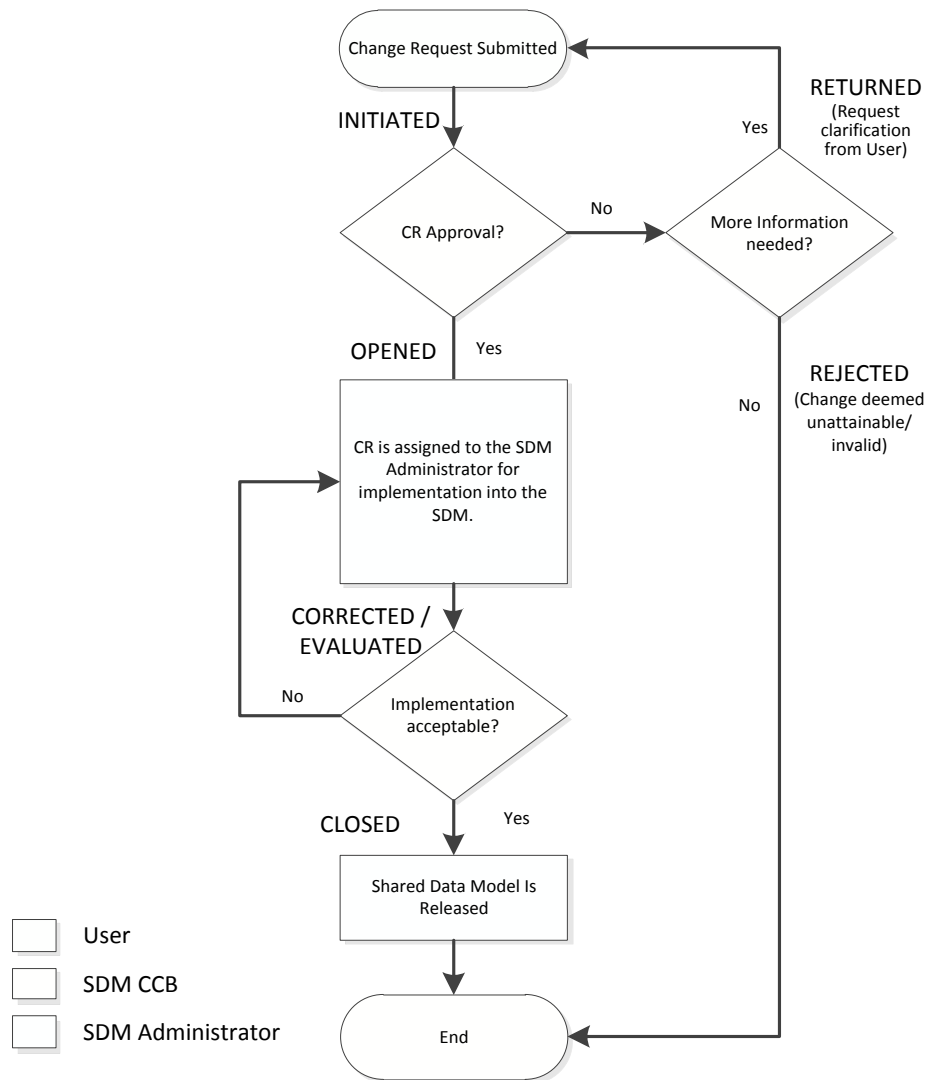 Change Request Submitted
RETURNED
(Request
clarification
from User)
INITIATED
Yes
CR Approval?
No
More Information
needed?
OPENED
Yes
No
REJECTED
(Change deemed
unattainable/
invalid)
CR is assigned to the SDM
Administrator for
implementation into the
SDM.
CORRECTED /
EVALUATED
No
Implementation
acceptable?
CLOSED
Yes
Shared Data Model Is
Released
User
SDM CCB
SDM Administrator
End